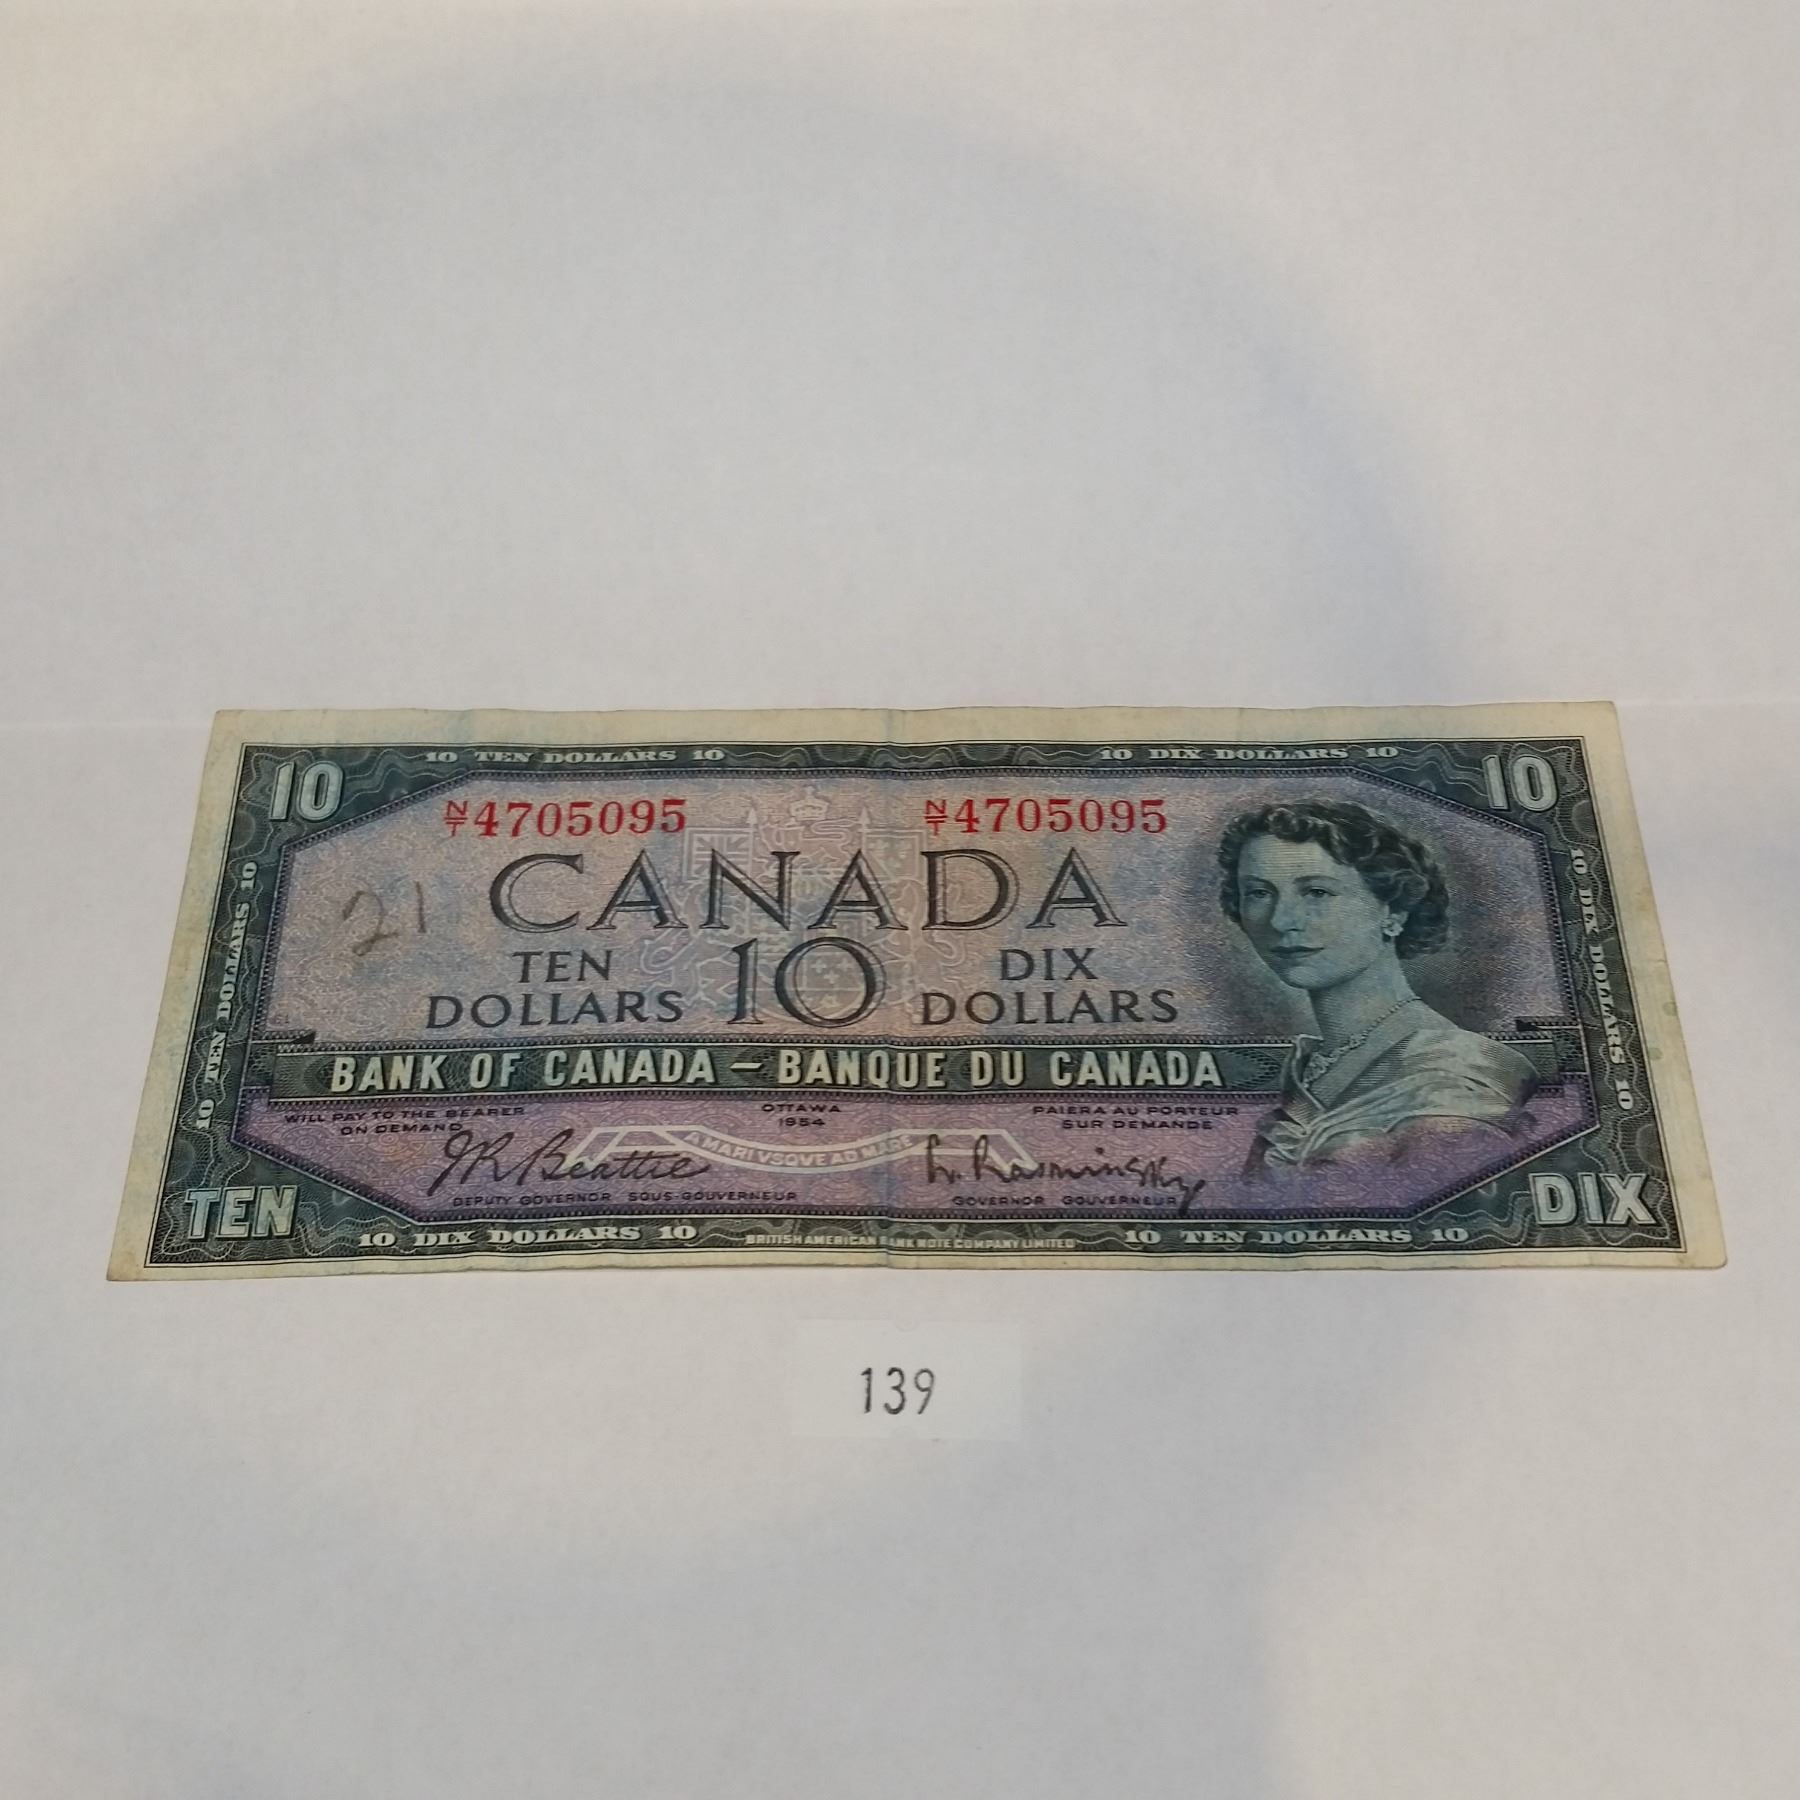 10 TEN DOLLARS 10
10 DIX DOLLARS 10
10
10
N/T 4705095
N/T 4705095
CANADA
21
TEN DOLLARS
10
DIX DOLLARS
10 TEN DOLLARS 10
10 DIX DOLLARS 10
BANK OF CANADA – BANQUE DU CANADA
WILL PAY TO THE BEARER
ON DEMAND
OTTAWA
1954
PAIERA AU PORTEUR
SUR DEMANDE
A MARI VSQVE AD MARE
JR Beattie
L. Rasminsky
DEPUTY GOVERNOR SOUS-GOUVERNEUR
GOVERNOR GOUVERNEUR
TEN
DIX
10 DIX DOLLARS 10
BRITISH AMERICAN BANK NOTE COMPANY LIMITED
10 TEN DOLLARS 10
139